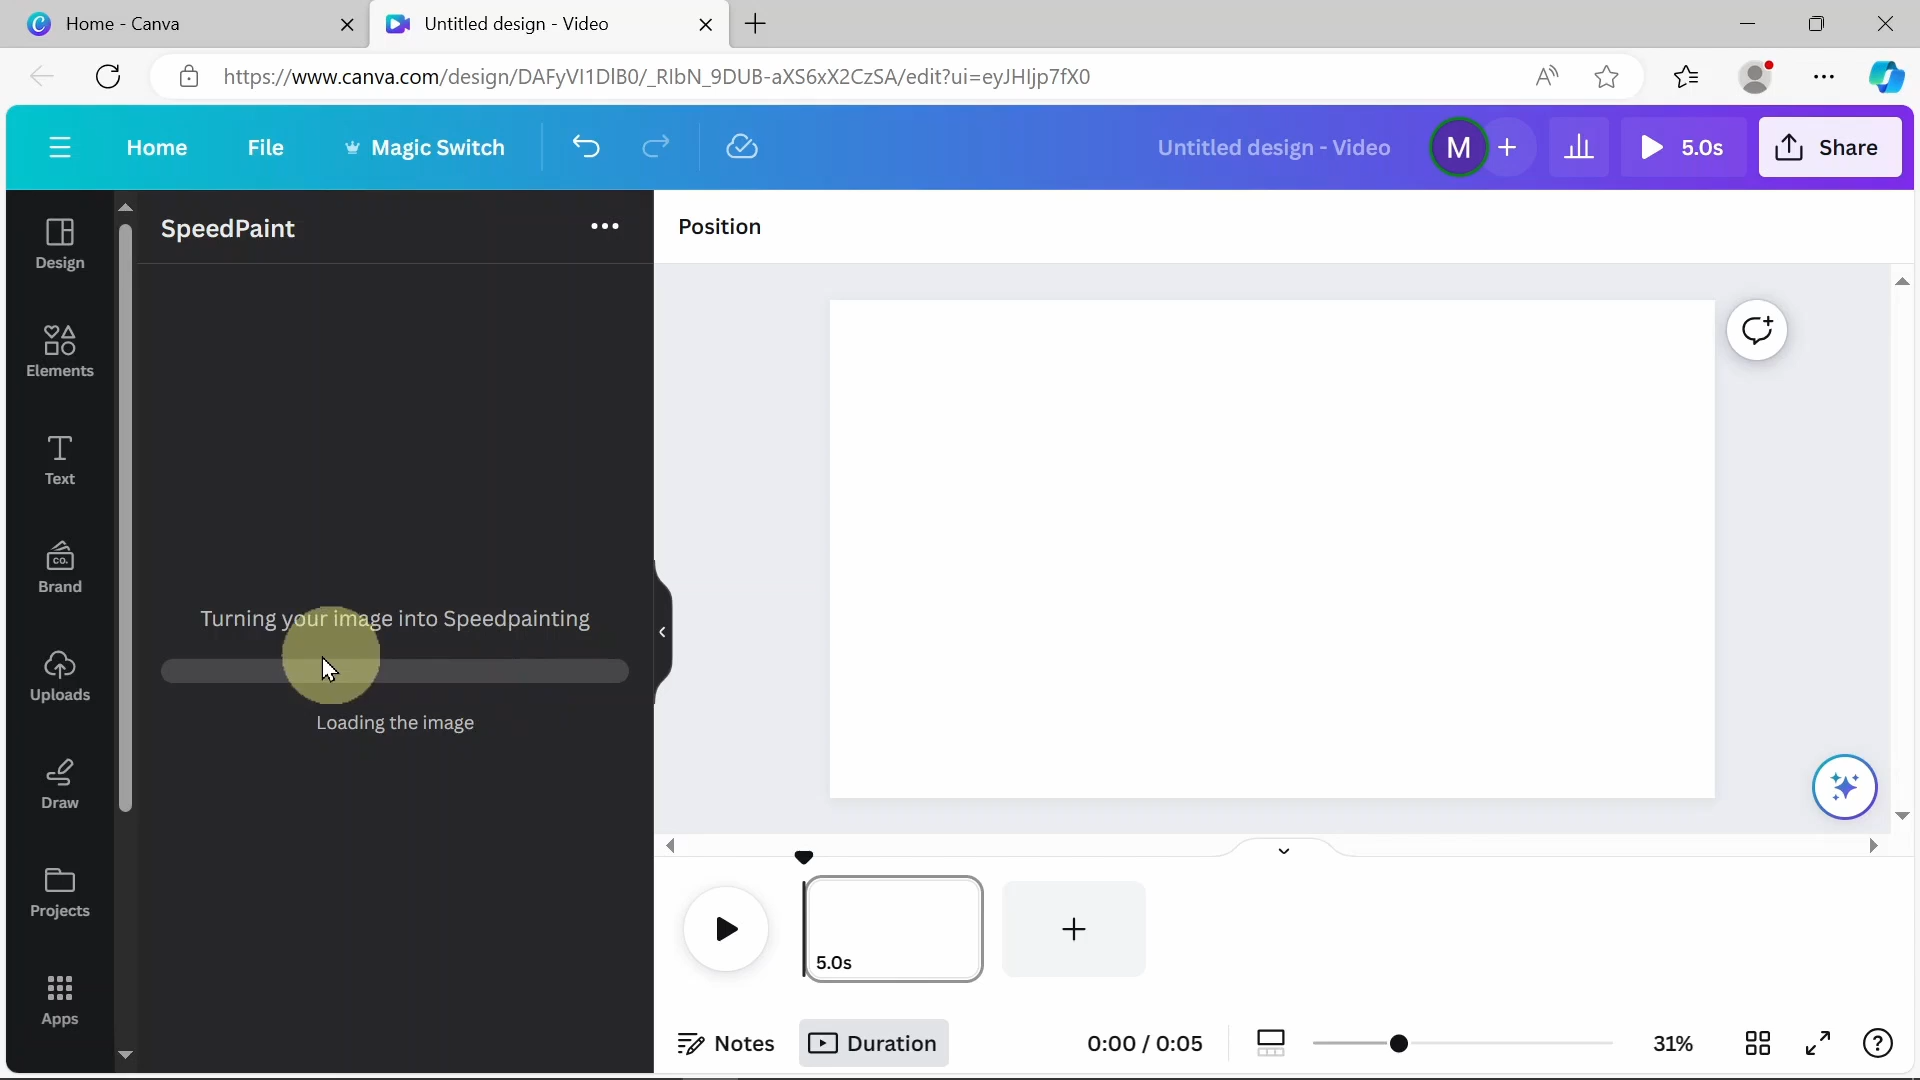 Home - Canva
Untitled design - Video
https://www.canva.com/design/DAFyVI1DlB0/_RIbN_9DUB-aXS6xX2CzSA/edit?ui=eyJHIjp7fX0
Home
File
Magic Switch
Untitled design - Video
M
5.0s
Share
Design
Elements
Text
CO.
Brand
Uploads
Draw
Projects
Apps
SpeedPaint
Turning your image into Speedpainting
Loading the image
Position
5.0s
Notes
Duration
0:00 / 0:05
31%